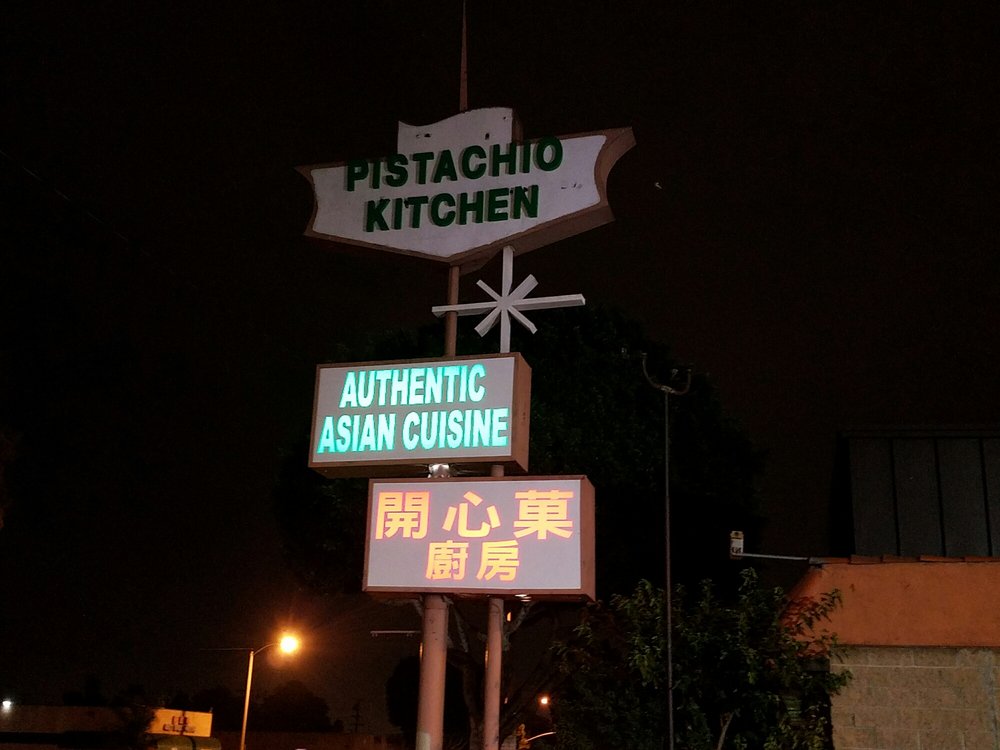 PISTACHIO
KITCHEN
AUTHENTIC
ASIAN CUISINE
開心菓
廚房